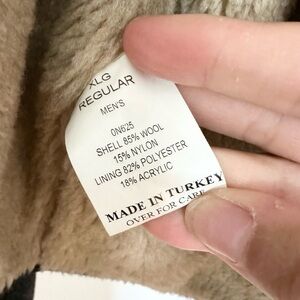 XLG
REGULAR
MEN'S
0N625
SHELL 85% WOOL
15% NYLON
LINING 82% POLYESTER
18% ACRYLIC
MADE IN TURKEY
OVER FOR CARE